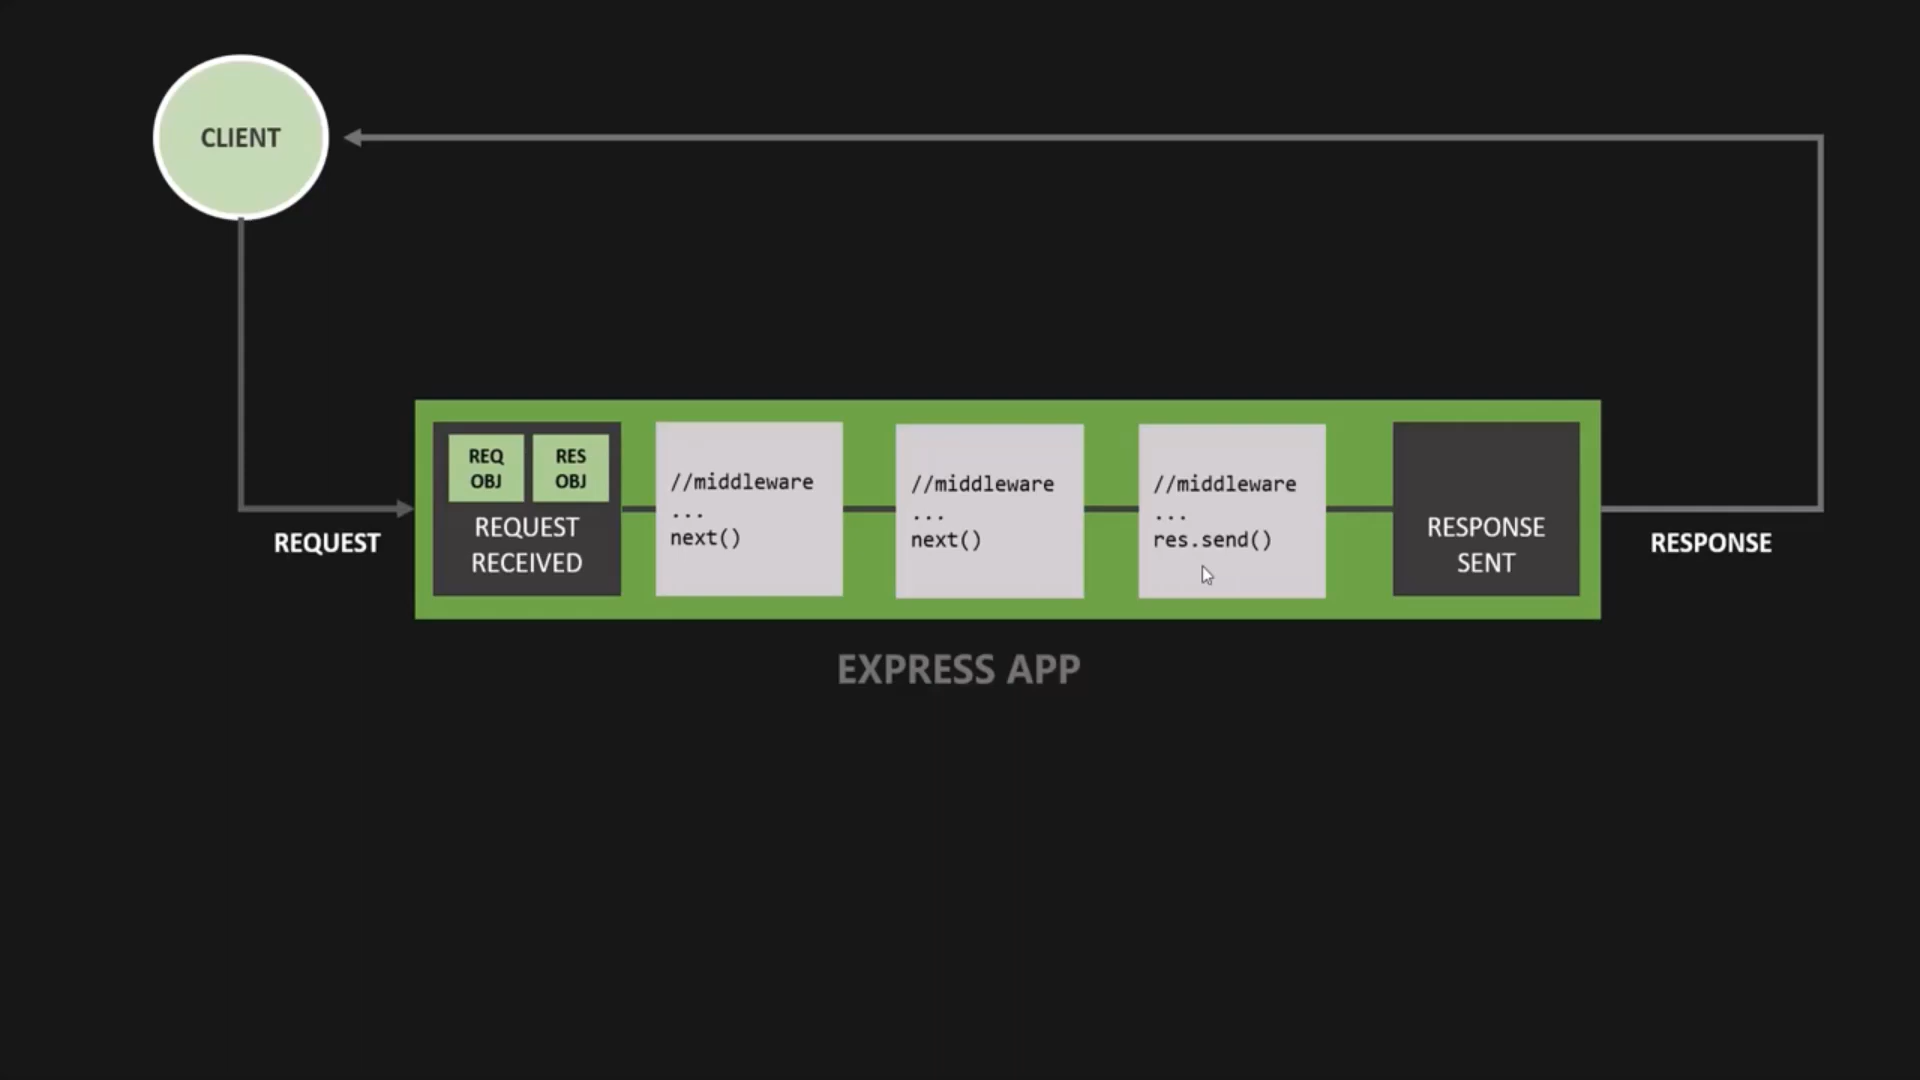 CLIENT
REQ
OBJ
RES
OBJ
REQUEST
RECEIVED
//middleware
...
next()
//middleware
...
next()
//middleware
...
res.send()
RESPONSE
SENT
REQUEST
RESPONSE
EXPRESS APP